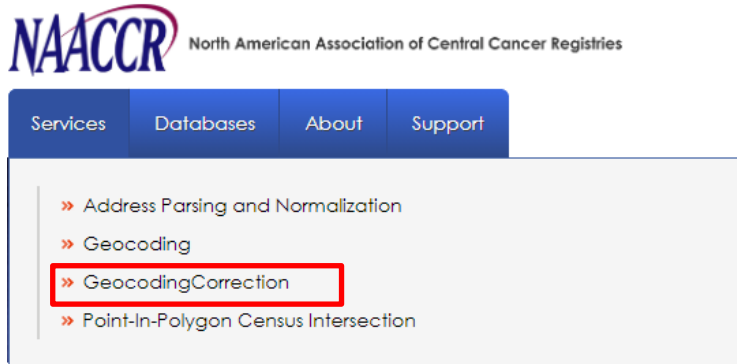 NAACCR North American Association of Central Cancer Registries
Services Databases About Support
» Address Parsing and Normalization
» Geocoding
» GeocodingCorrection
» Point-In-Polygon Census Intersection